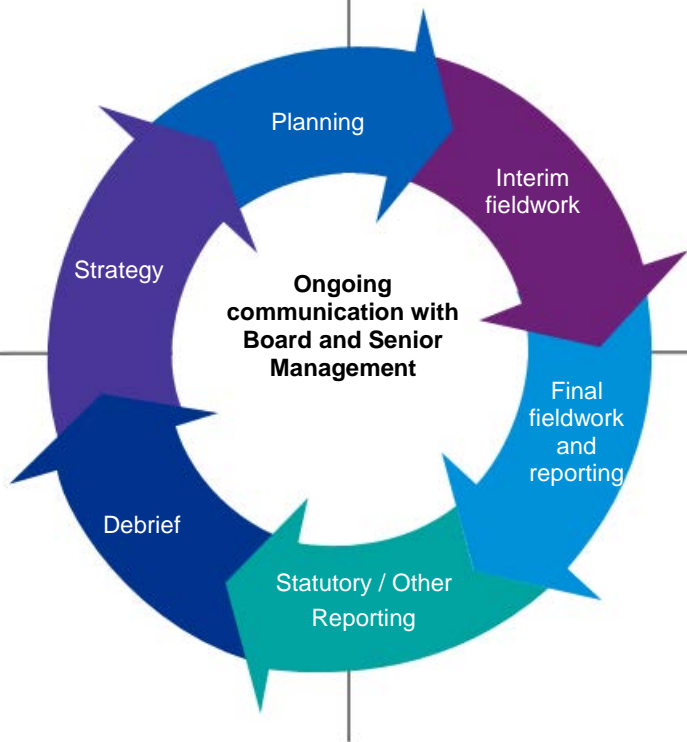 Planning
Interim
fieldwork
Strategy
Ongoing
communication with
Board and Senior
Management
Final
fieldwork
and
reporting
Debrief
Statutory / Other
Reporting